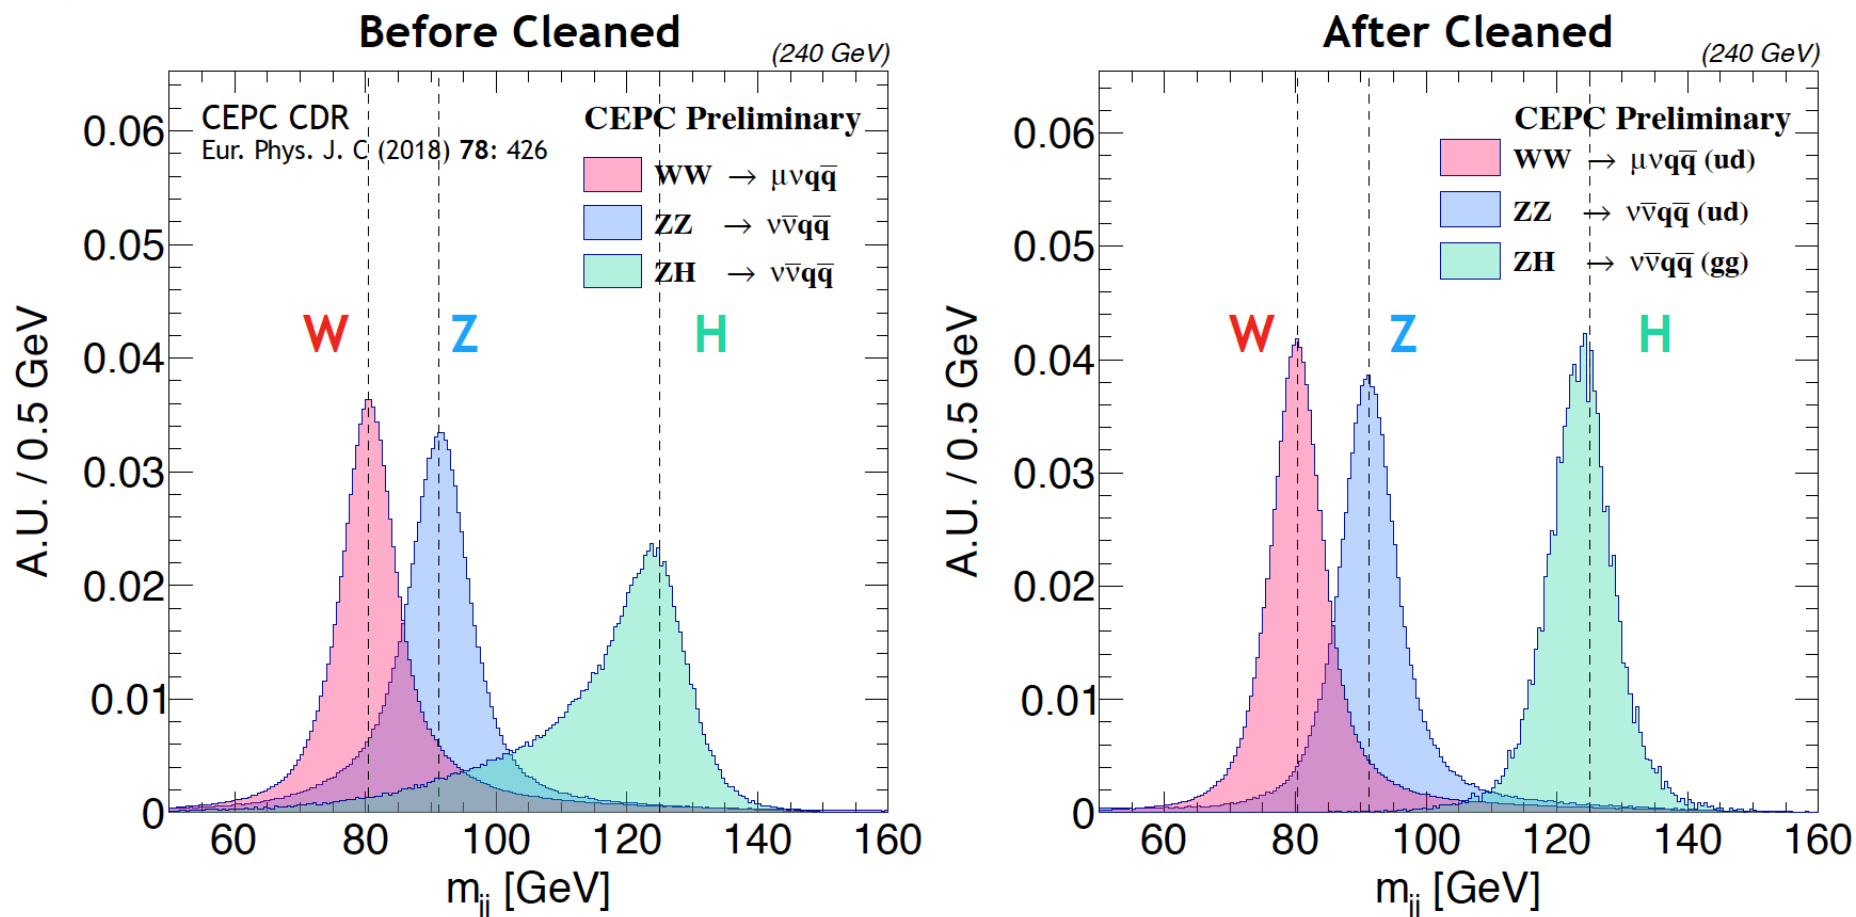 Before Cleaned
(240 GeV)
CEPC CDR
Eur. Phys. J. C (2018) 78: 426
CEPC Preliminary
WW → μνqq̅
ZZ → νν̅qq̅
ZH → νν̅qq̅
W
Z
H
A.U. / 0.5 GeV
0.06
0.05
0.04
0.03
0.02
0.01
0
60 80 100 120 140 160
m_jj [GeV]
After Cleaned
(240 GeV)
CEPC Preliminary
WW → μνqq̅ (ud)
ZZ → νν̅qq̅ (ud)
ZH → νν̅qq̅ (gg)
W
Z
H
A.U. / 0.5 GeV
0.06
0.05
0.04
0.03
0.02
0.01
0
60 80 100 120 140 160
m_jj [GeV]